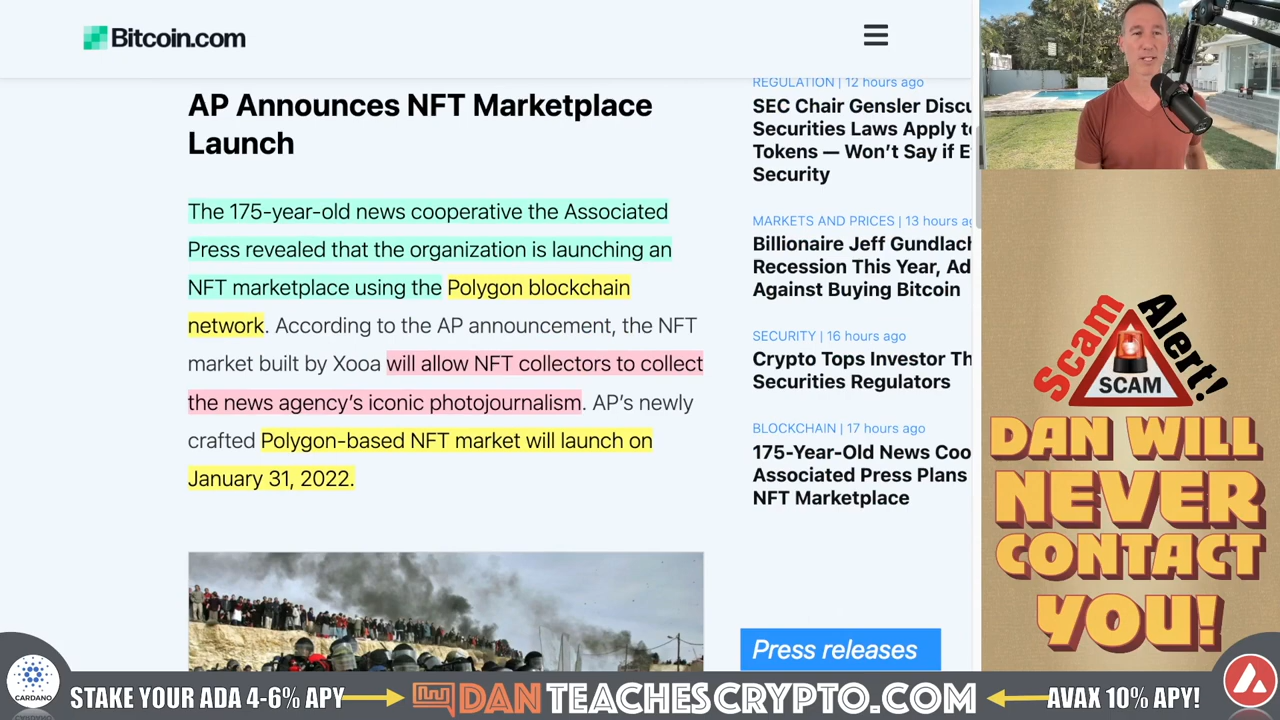 Bitcoin.com
AP Announces NFT Marketplace
Launch
The 175-year-old news cooperative the Associated
Press revealed that the organization is launching an
NFT marketplace using the Polygon blockchain
network. According to the AP announcement, the NFT
market built by Xooa will allow NFT collectors to collect
the news agency's iconic photojournalism. AP's newly
crafted Polygon-based NFT market will launch on
January 31, 2022.
REGULATION | 12 hours ago
SEC Chair Gensler Discu
Securities Laws Apply to
Tokens — Won't Say if E
Security
MARKETS AND PRICES | 13 hours ag
Billionaire Jeff Gundlach
Recession This Year, Ad
Against Buying Bitcoin
SECURITY | 16 hours ago
Crypto Tops Investor Th
Securities Regulators
BLOCKCHAIN | 17 hours ago
175-Year-Old News Coo
Associated Press Plans
NFT Marketplace
Press releases
Scam Alert!
SCAM
DAN WILL
NEVER
CONTACT
YOU!
CARDANO
STAKE YOUR ADA 4-6% APY
DANTEACHESCRYPTO.COM
AVAX 10% APY!